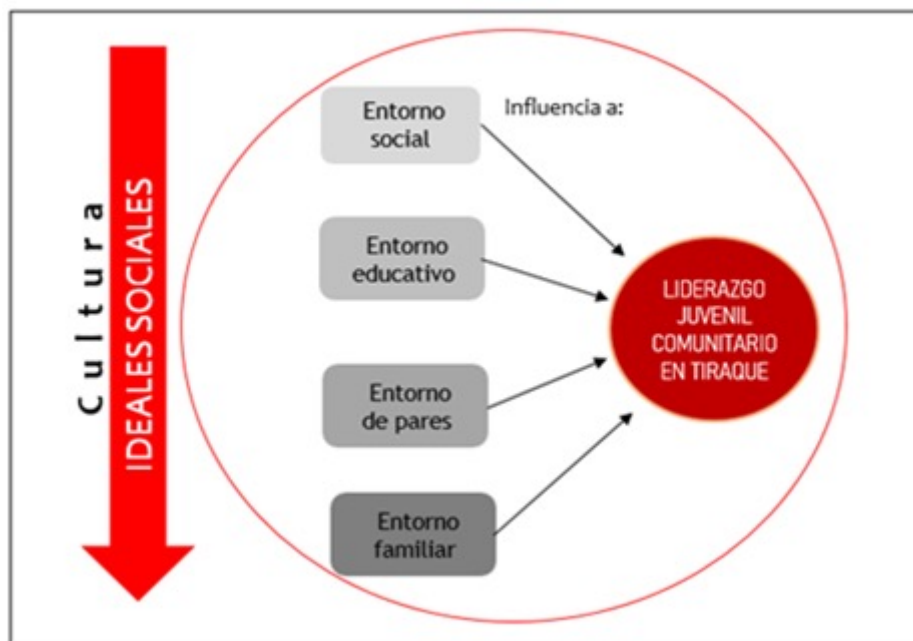 Cultura
IDEALES SOCIALES
Entorno
social
Influencia a:
Entorno
educativo
Entorno
de pares
Entorno
familiar
LIDERAZGO
JUVENIL
COMUNITARIO
EN TIRAQUE